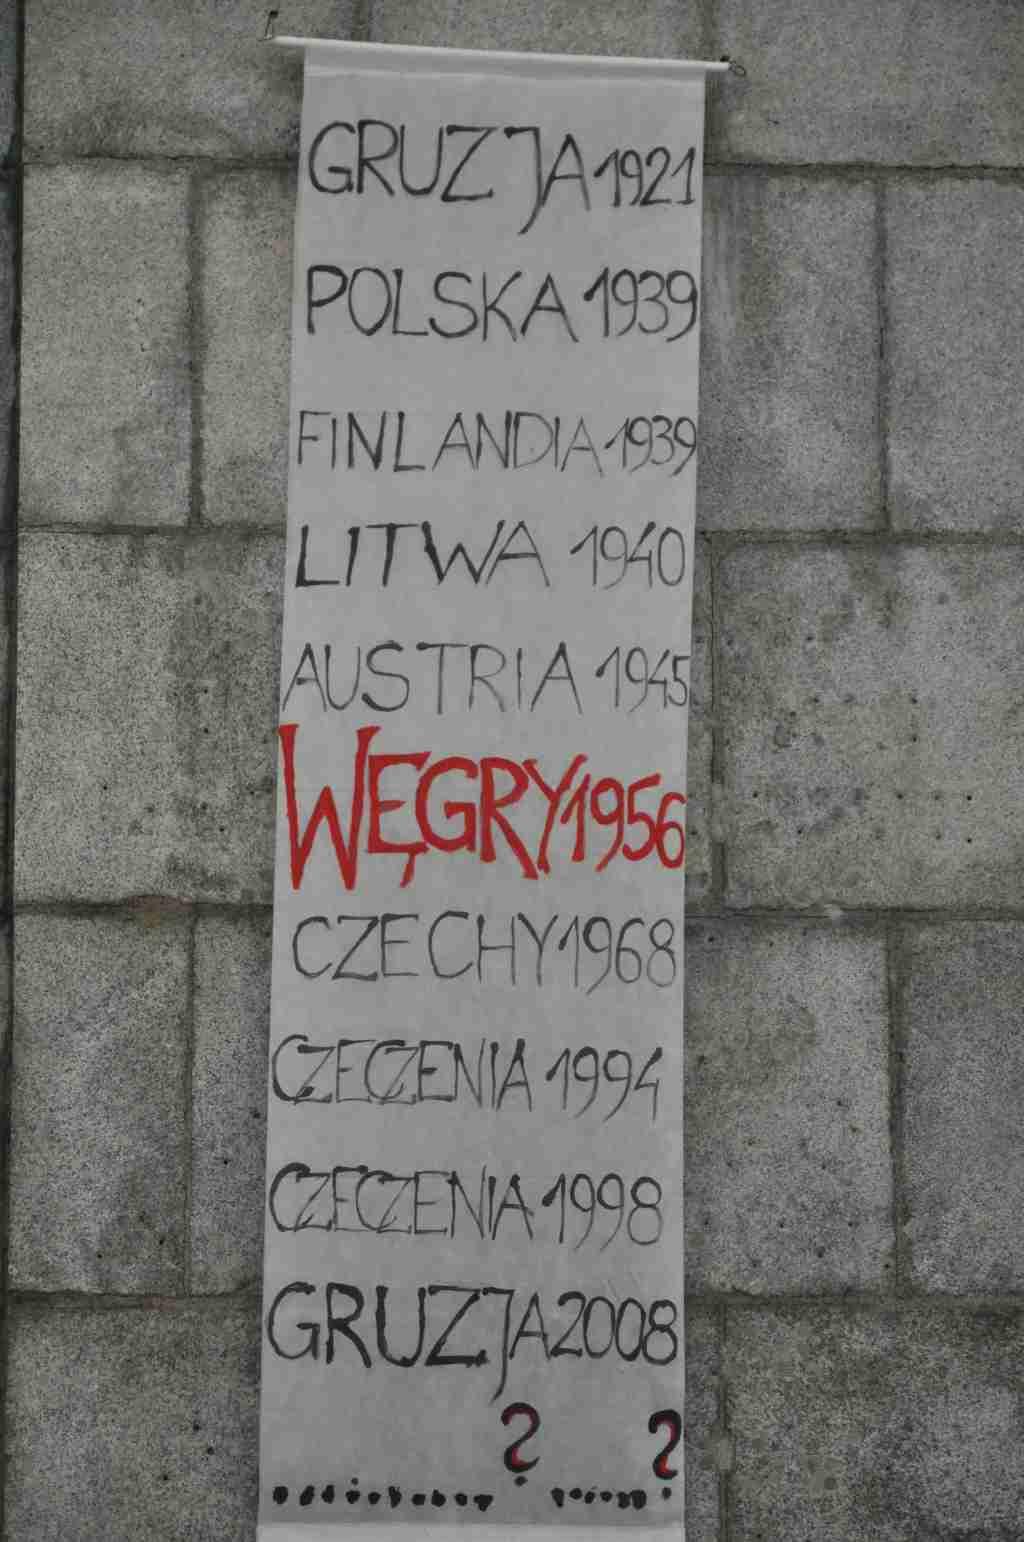 GRUZJA 1921
POLSKA 1939
FINLANDIA 1939
LITWA 1940
AUSTRIA 1945
WĘGRY 1956
CZECHY 1968
CZECZENIA 1994
CZECZENIA 1998
GRUZJA 2008
..........? .......?